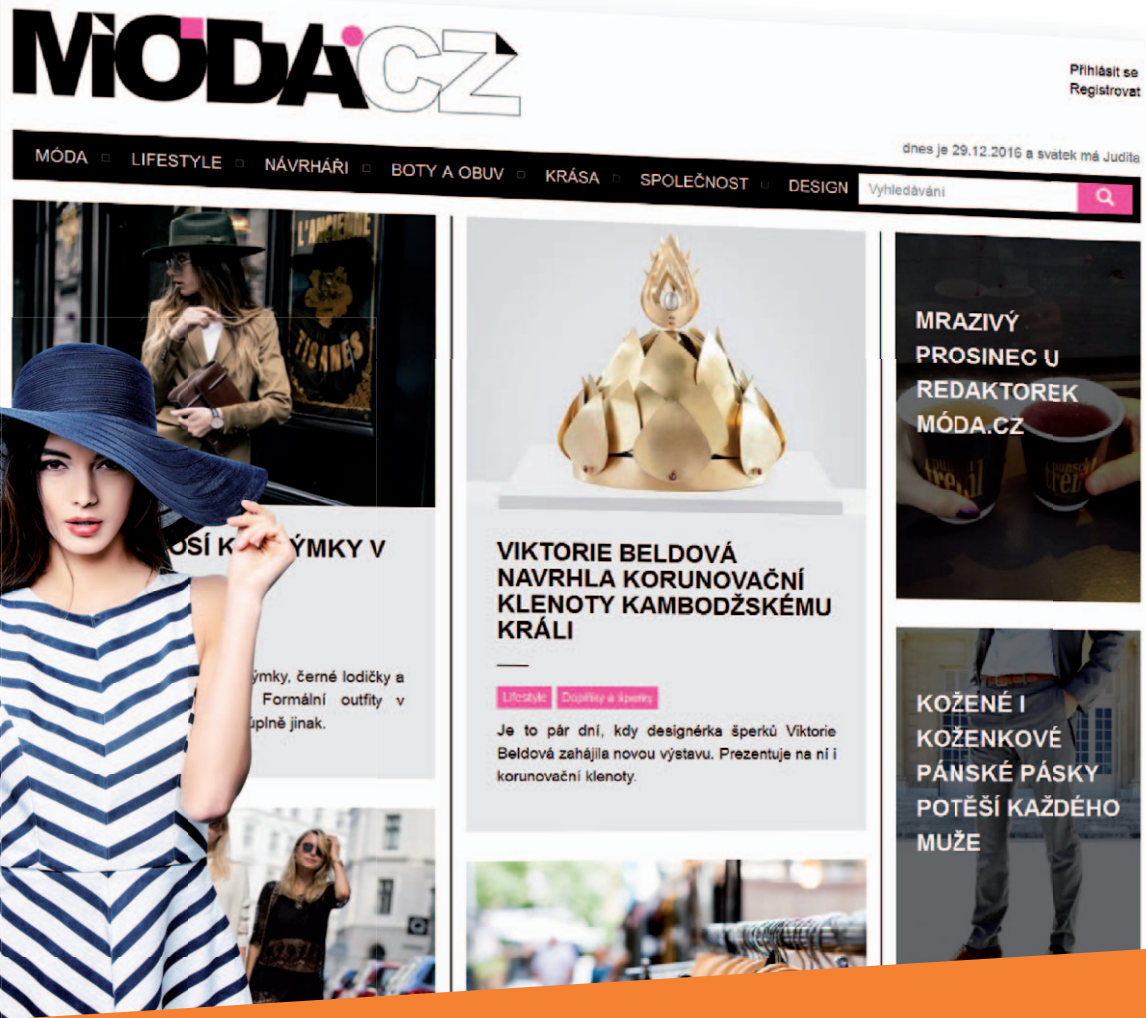 MÓDA.CZ
Přihlásit se
Registrovat
dnes je 29.12.2016 a svátek má Judita
MÓDA
LIFESTYLE
NÁVRHÁŘI
BOTY A OBUV
KRÁSA
SPOLEČNOST
DESIGN
Vyhledávání
L'ANCIENNE
TISANES
V
ýmky, černé lodičky a
Formální outfity v
úplně jinak.
VIKTORIE BELDOVÁ
NAVRHLA KORUNOVAČNÍ
KLENOTY KAMBODŽSKÉMU
KRÁLI
Lifestyle Doplňky a šperky
Je to pár dní, kdy designérka šperků Viktorie
Beldová zahájila novou výstavu. Prezentuje na ní i
korunovační klenoty.
MRAZIVÝ
PROSINEC U
REDAKTOREK
MÓDA.CZ
KOŽENÉ I
KOŽENKOVÉ
PÁNSKÉ PÁSKY
POTĚŠÍ KAŽDÉHO
MUŽE